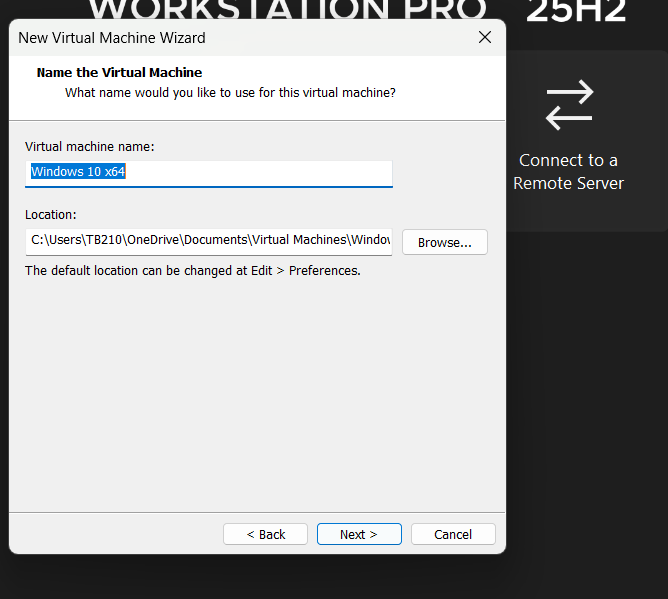 WORKSTATION PRO 25H2
New Virtual Machine Wizard
Name the Virtual Machine
What name would you like to use for this virtual machine?
Virtual machine name:
Windows 10 x64
Location:
C:\Users\TB210\OneDrive\Documents\Virtual Machines\Window
Browse...
The default location can be changed at Edit > Preferences.
< Back
Next >
Cancel
Connect to a
Remote Server